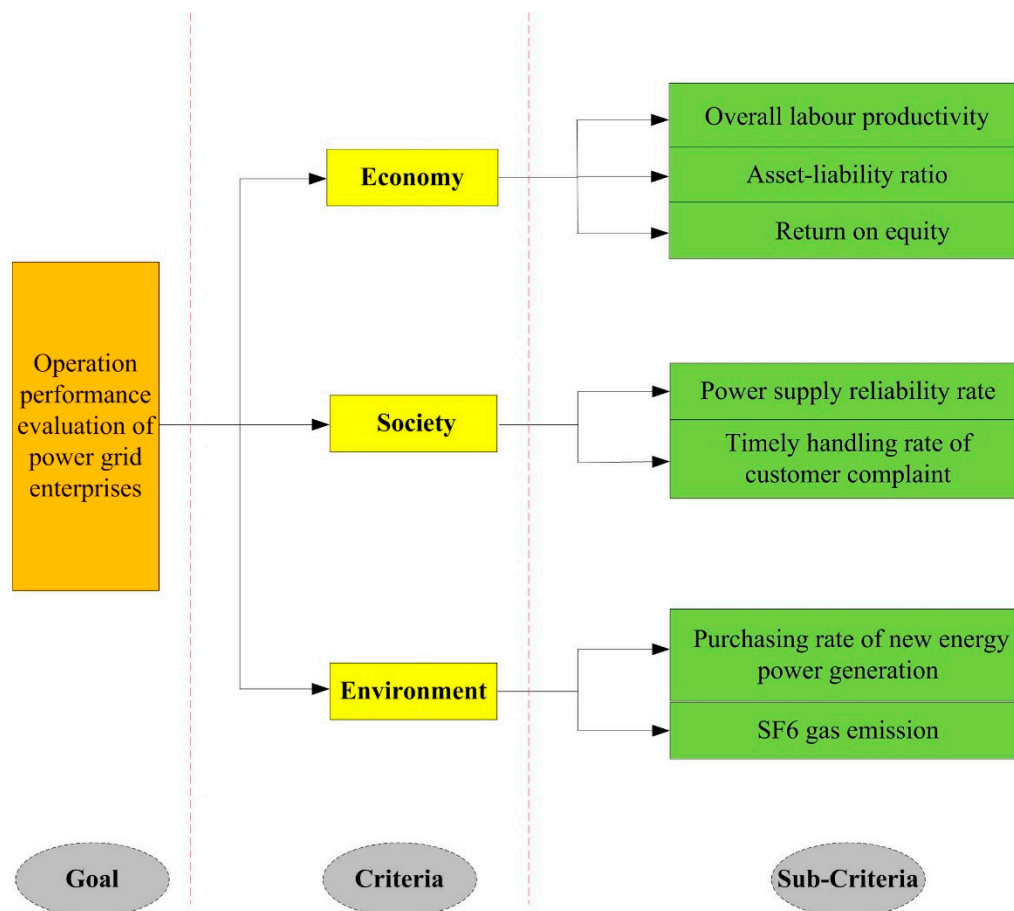 Operation
performance
evaluation of
power grid
enterprises
Economy
Society
Environment
Overall labour productivity
Asset-liability ratio
Return on equity
Power supply reliability rate
Timely handling rate of
customer complaint
Purchasing rate of new energy
power generation
SF6 gas emission
Goal
Criteria
Sub-Criteria